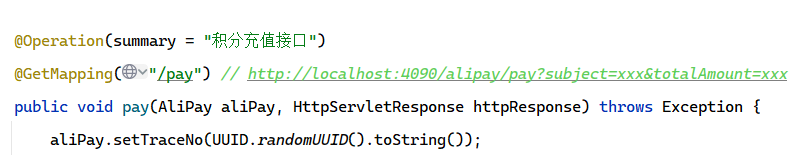 @Operation(summary = "积分充值接口")
@GetMapping("/pay") // http://localhost:4090/alipay/pay?subject=xxx&totalAmount=xxx
public void pay(AliPay aliPay, HttpServletResponse httpResponse) throws Exception {
aliPay.setTraceNo(UUID.randomUUID().toString());